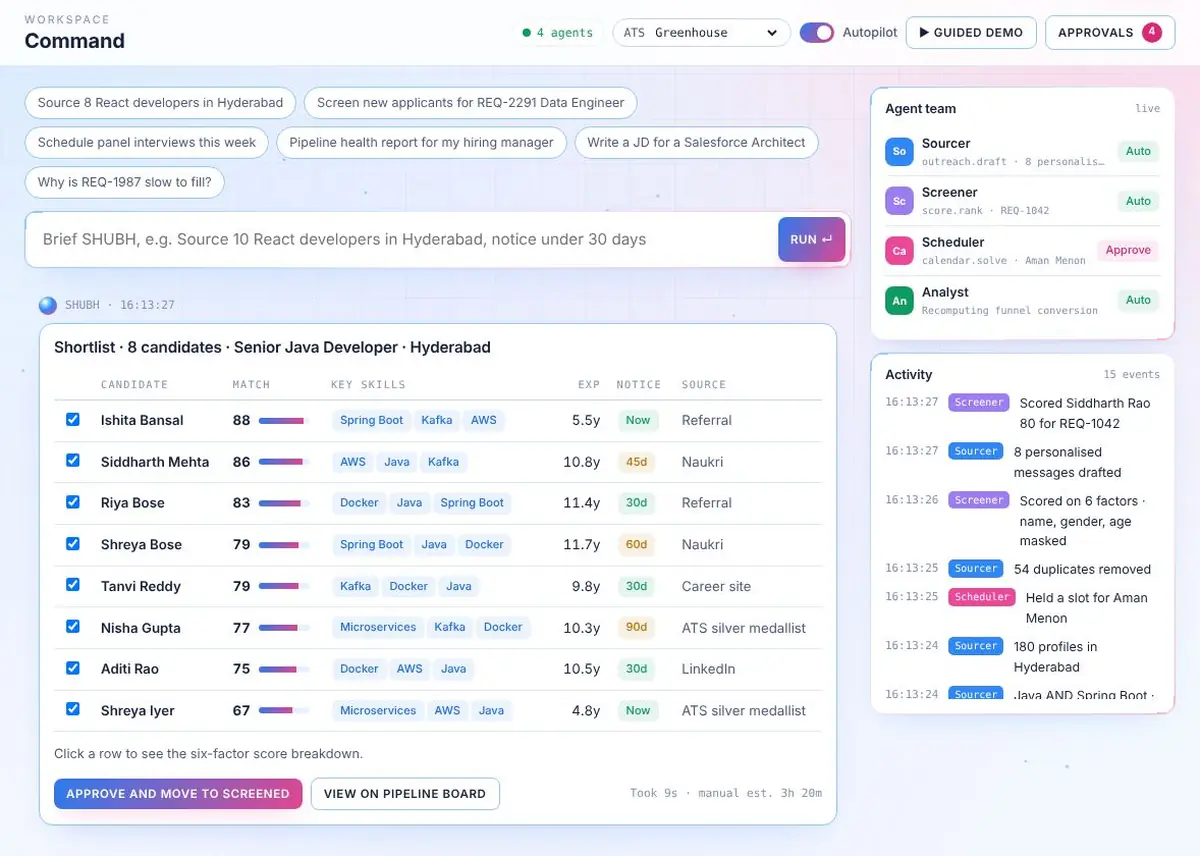 WORKSPACE
Command
4 agents
ATS Greenhouse
Autopilot
▶ GUIDED DEMO
APPROVALS 4
Source 8 React developers in Hyderabad
Screen new applicants for REQ-2291 Data Engineer
Schedule panel interviews this week
Pipeline health report for my hiring manager
Write a JD for a Salesforce Architect
Why is REQ-1987 slow to fill?
Brief SHUBH, e.g. Source 10 React developers in Hyderabad, notice under 30 days
RUN ↵
SHUBH · 16:13:27
Shortlist · 8 candidates · Senior Java Developer · Hyderabad
CANDIDATE MATCH KEY SKILLS EXP NOTICE SOURCE
Ishita Bansal 88 Spring Boot Kafka AWS 5.5y Now Referral
Siddharth Mehta 86 AWS Java Kafka 10.8y 45d Naukri
Riya Bose 83 Docker Java Spring Boot 11.4y 30d Referral
Shreya Bose 79 Spring Boot Java Docker 11.7y 60d Naukri
Tanvi Reddy 79 Kafka Docker Java 9.8y 30d Career site
Nisha Gupta 77 Microservices Kafka Docker 10.3y 90d ATS silver medallist
Aditi Rao 75 Docker AWS Java 10.5y 30d LinkedIn
Shreya Iyer 67 Microservices AWS Java 4.8y Now ATS silver medallist
Click a row to see the six-factor score breakdown.
APPROVE AND MOVE TO SCREENED
VIEW ON PIPELINE BOARD
Took 9s · manual est. 3h 20m
Agent team live
So Sourcer Auto
outreach.draft · 8 personalis…
Sc Screener Auto
score.rank · REQ-1042
Ca Scheduler Approve
calendar.solve · Aman Menon
An Analyst Auto
Recomputing funnel conversion
Activity 15 events
16:13:27 Screener Scored Siddharth Rao
80 for REQ-1042
16:13:27 Sourcer 8 personalised
messages drafted
16:13:26 Screener Scored on 6 factors ·
name, gender, age
masked
16:13:25 Sourcer 54 duplicates removed
16:13:25 Scheduler Held a slot for Aman
Menon
16:13:24 Sourcer 180 profiles in
Hyderabad
16:13:24 Sourcer Java AND Spring Boot ·